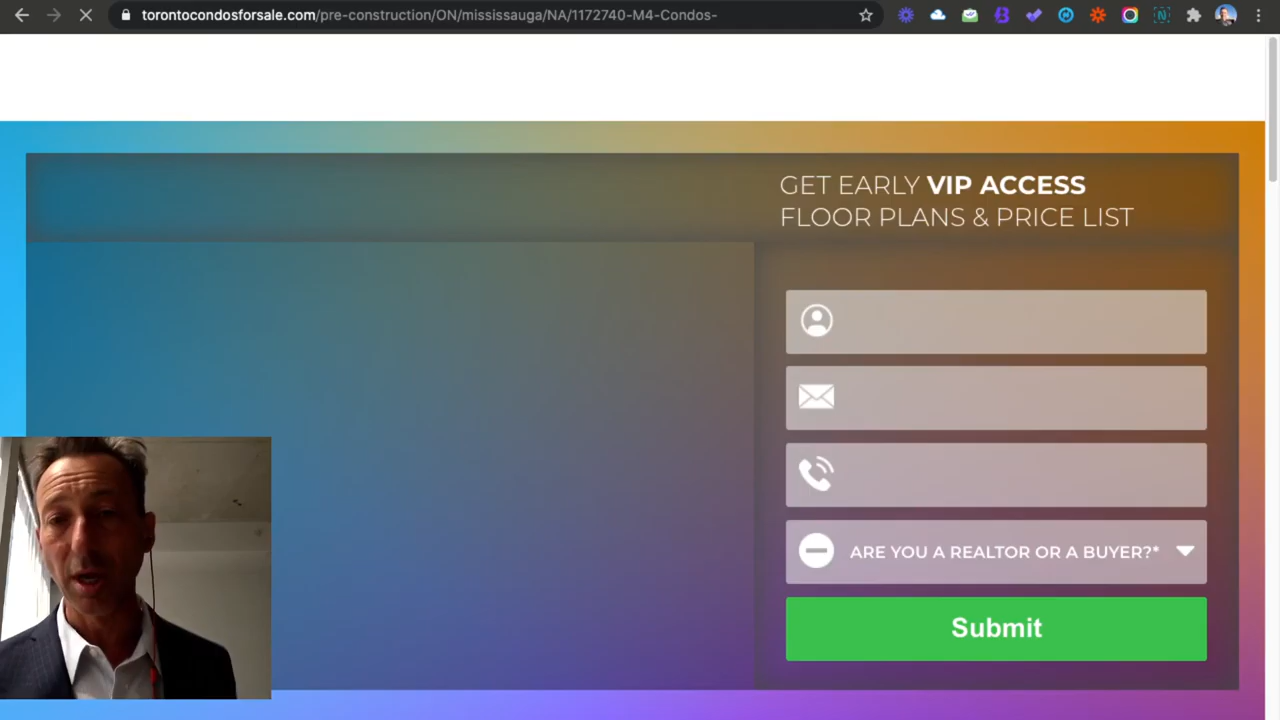 torontocondosforsale.com/pre-construction/ON/mississauga/NA/1172740-M4-Condos-
GET EARLY VIP ACCESS
FLOOR PLANS & PRICE LIST
ARE YOU A REALTOR OR A BUYER?*
Submit